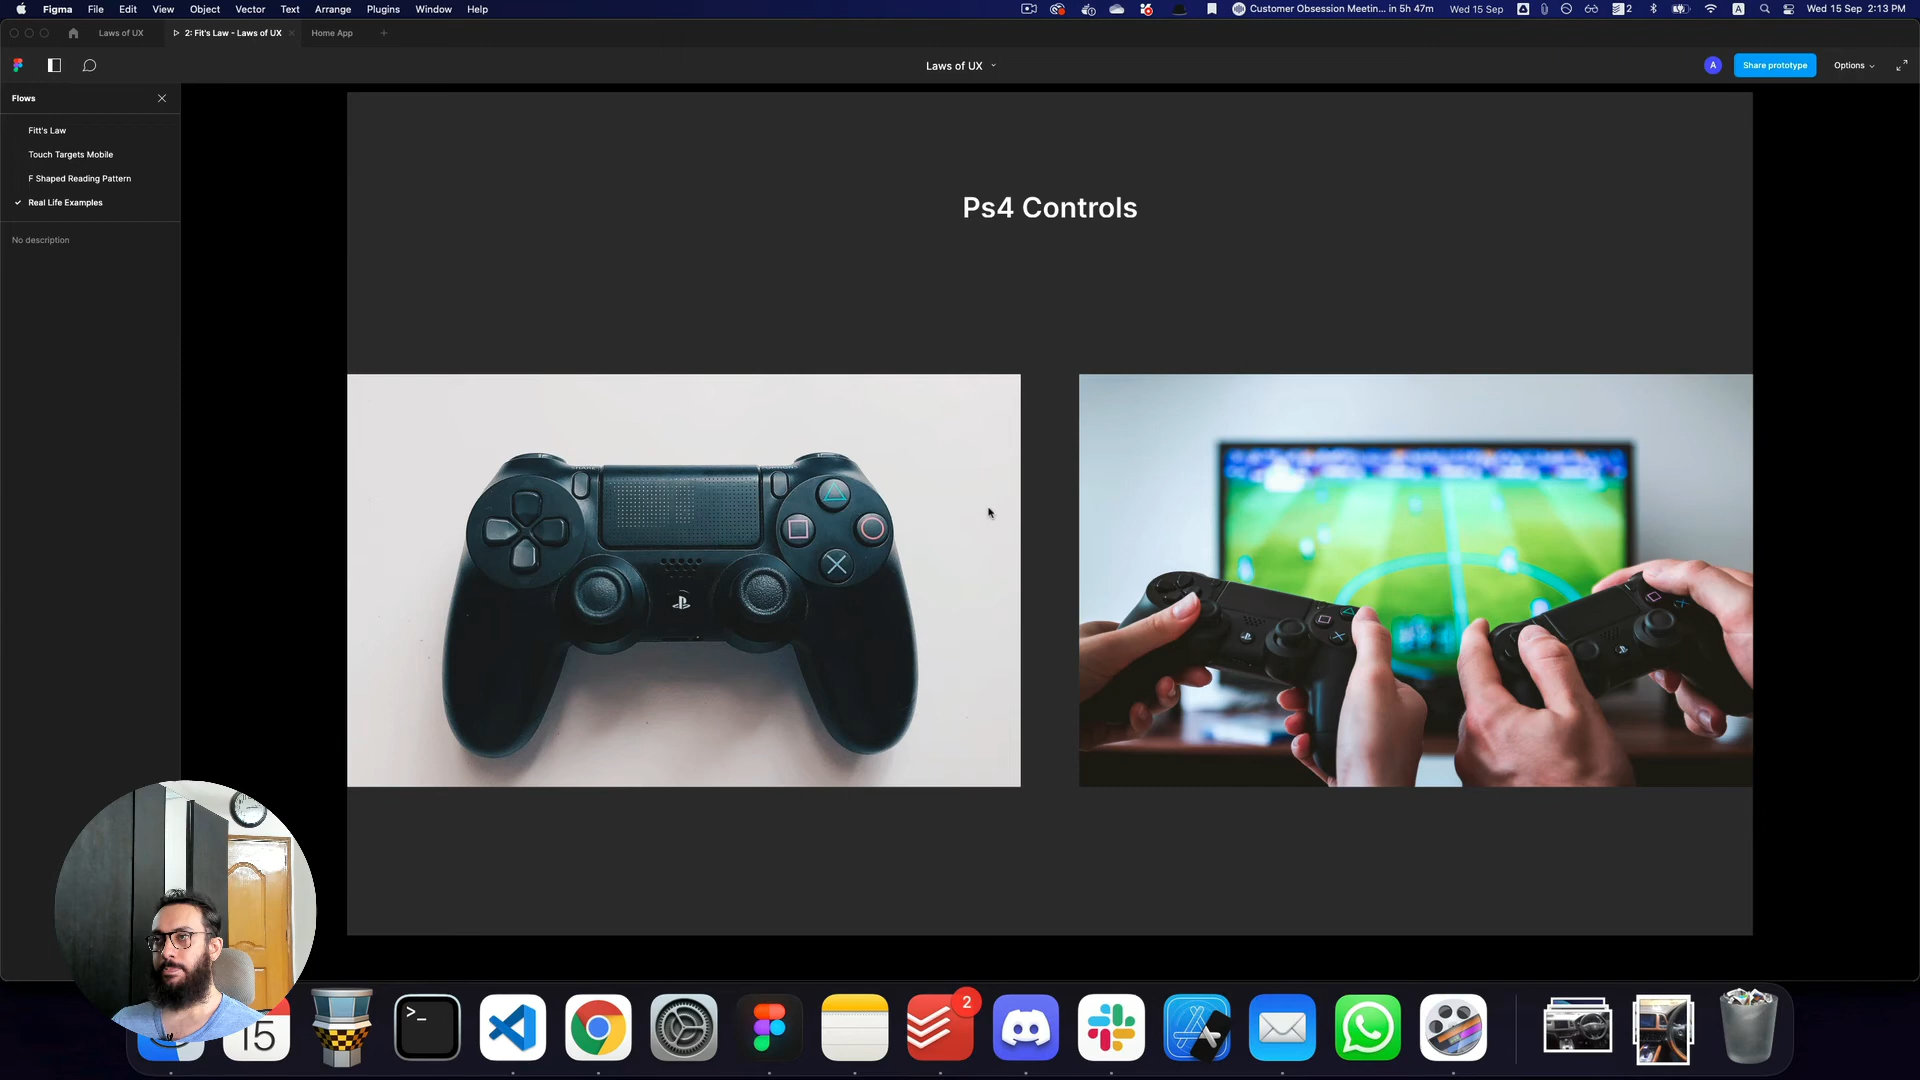 Figma File Edit View Object Vector Text Arrange Plugins Window Help
Customer Obsession Meetin... in 5h 47m Wed 15 Sep 2 A Wed 15 Sep 2:13 PM
Laws of UX 2: Fit's Law - Laws of UX Home App
Laws of UX
A Share prototype Options
Flows
Fitt's Law
Touch Targets Mobile
F Shaped Reading Pattern
Real Life Examples
No description
Ps4 Controls
15
2